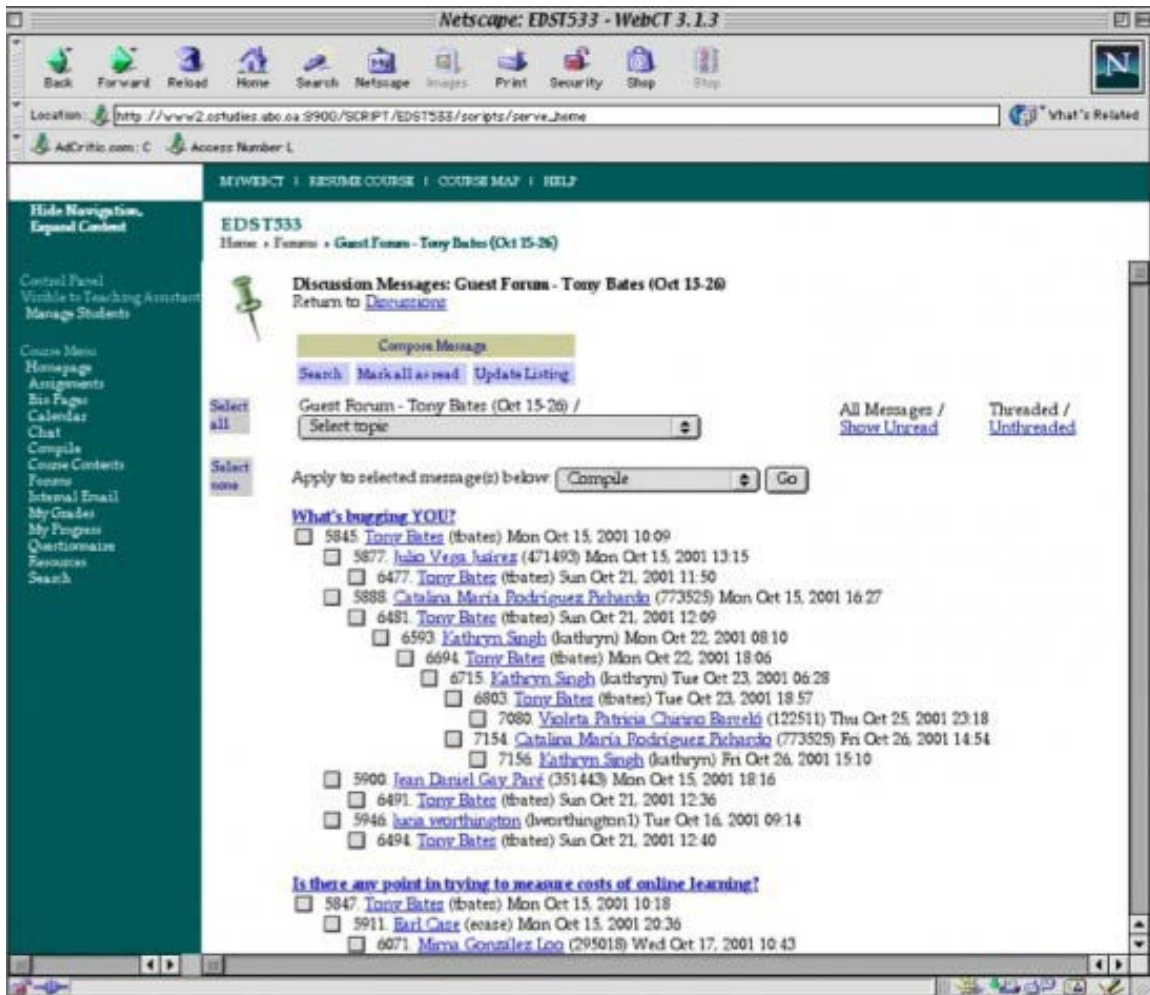 Netscape: EDST533 - WebCT 3.1.3
Back Forward Reload Home Search Netscape Images Print Security Shop Stop
N
Location: http://www2.cstudies.ubc.ca:8900/SCRIPT/EDST533/scripts/serve_home What's Related
AdCritic.com: C Access Number L
MYWEBCT | RESUME COURSE | COURSE MAP | HELP
Hide Navigation,
Expand Content
EDST533
Home › Forums › Guest Forum - Tony Bates (Oct 15-26)
Control Panel
Visible to Teaching Assistant
Manage Students
Course Menu
Homepage
Assignments
Bio Pages
Calendar
Chat
Compile
Course Contents
Forums
Internal Email
My Grades
My Progress
Questionnaire
Resources
Search
Discussion Messages: Guest Forum - Tony Bates (Oct 15-26)
Return to Discussions
Compose Message
Search Mark all as read Update Listing
Select
all
Guest Forum - Tony Bates (Oct 15-26) /
Select topic
All Messages /
Show Unread
Threaded /
Unthreaded
Select
none
Apply to selected message(s) below: Compile Go
What's bugging YOU?
5845. Tony Bates (tbates) Mon Oct 15, 2001 10:09
5877. Julio Vega Juárez (471493) Mon Oct 15, 2001 13:15
6477. Tony Bates (tbates) Sun Oct 21, 2001 11:50
5888. Catalina María Rodríguez Pichardo (773525) Mon Oct 15, 2001 16:27
6481. Tony Bates (tbates) Sun Oct 21, 2001 12:09
6593. Kathryn Singh (kathryn) Mon Oct 22, 2001 08:10
6694. Tony Bates (tbates) Mon Oct 22, 2001 18:06
6715. Kathryn Singh (kathryn) Tue Oct 23, 2001 06:28
6803. Tony Bates (tbates) Tue Oct 23, 2001 18:57
7080. Violeta Patricia Chirino Barceló (122511) Thu Oct 25, 2001 23:18
7154. Catalina María Rodríguez Pichardo (773525) Fri Oct 26, 2001 14:54
7156. Kathryn Singh (kathryn) Fri Oct 26, 2001 15:10
5900. Jean Daniel Gay Paré (351443) Mon Oct 15, 2001 18:16
6491. Tony Bates (tbates) Sun Oct 21, 2001 12:36
5946. lucia worthington (lworthington1) Tue Oct 16, 2001 09:14
6494. Tony Bates (tbates) Sun Oct 21, 2001 12:40
Is there any point in trying to measure costs of online learning?
5847. Tony Bates (tbates) Mon Oct 15, 2001 10:18
5911. Earl Case (ecase) Mon Oct 15, 2001 20:36
6071. Mirna González Loo (295018) Wed Oct 17, 2001 10:43